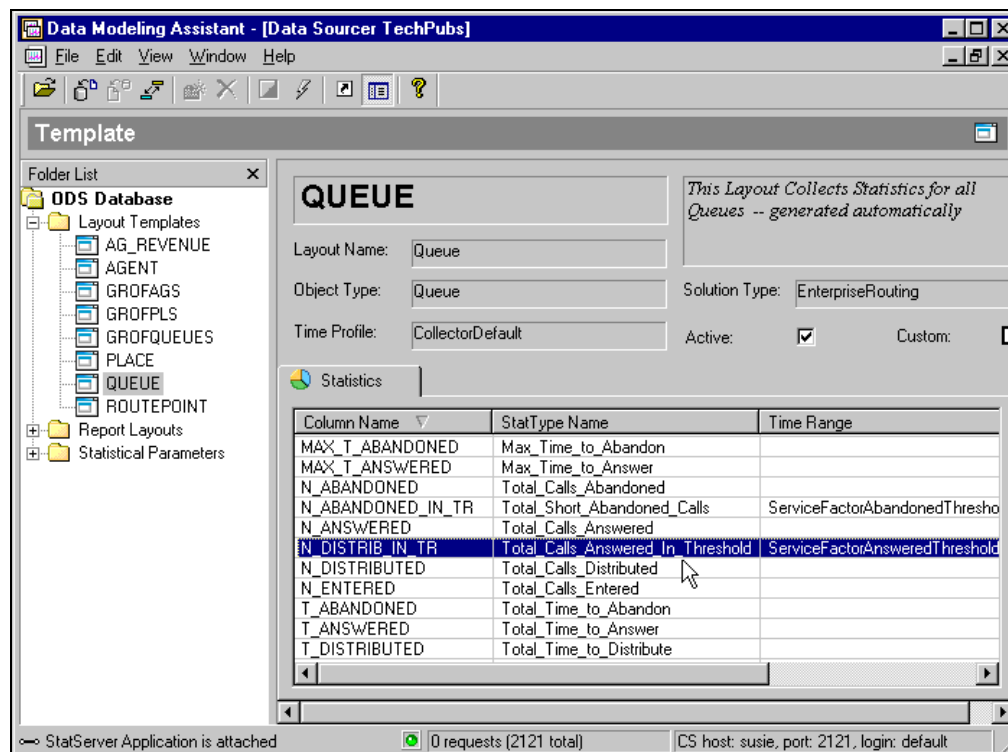 Data Modeling Assistant - [Data Sourcer TechPubs]
File Edit View Window Help
Template
Folder List
ODS Database
Layout Templates
AG_REVENUE
AGENT
GROFAGS
GROFPLS
GROFQUEUES
PLACE
QUEUE
ROUTEPOINT
Report Layouts
Statistical Parameters
QUEUE
This Layout Collects Statistics for all
Queues -- generated automatically
Layout Name: Queue
Object Type: Queue
Solution Type: EnterpriseRouting
Time Profile: CollectorDefault
Active: Custom:
Statistics
Column Name StatType Name Time Range
MAX_T_ABANDONED Max_Time_to_Abandon
MAX_T_ANSWERED Max_Time_to_Answer
N_ABANDONED Total_Calls_Abandoned
N_ABANDONED_IN_TR Total_Short_Abandoned_Calls ServiceFactorAbandonedThresho
N_ANSWERED Total_Calls_Answered
N_DISTRIB_IN_TR Total_Calls_Answered_In_Threshold ServiceFactorAnsweredThreshold
N_DISTRIBUTED Total_Calls_Distributed
N_ENTERED Total_Calls_Entered
T_ABANDONED Total_Time_to_Abandon
T_ANSWERED Total_Time_to_Answer
T_DISTRIBUTED Total_Time_to_Distribute
StatServer Application is attached 0 requests (2121 total) CS host: susie, port: 2121, login: default